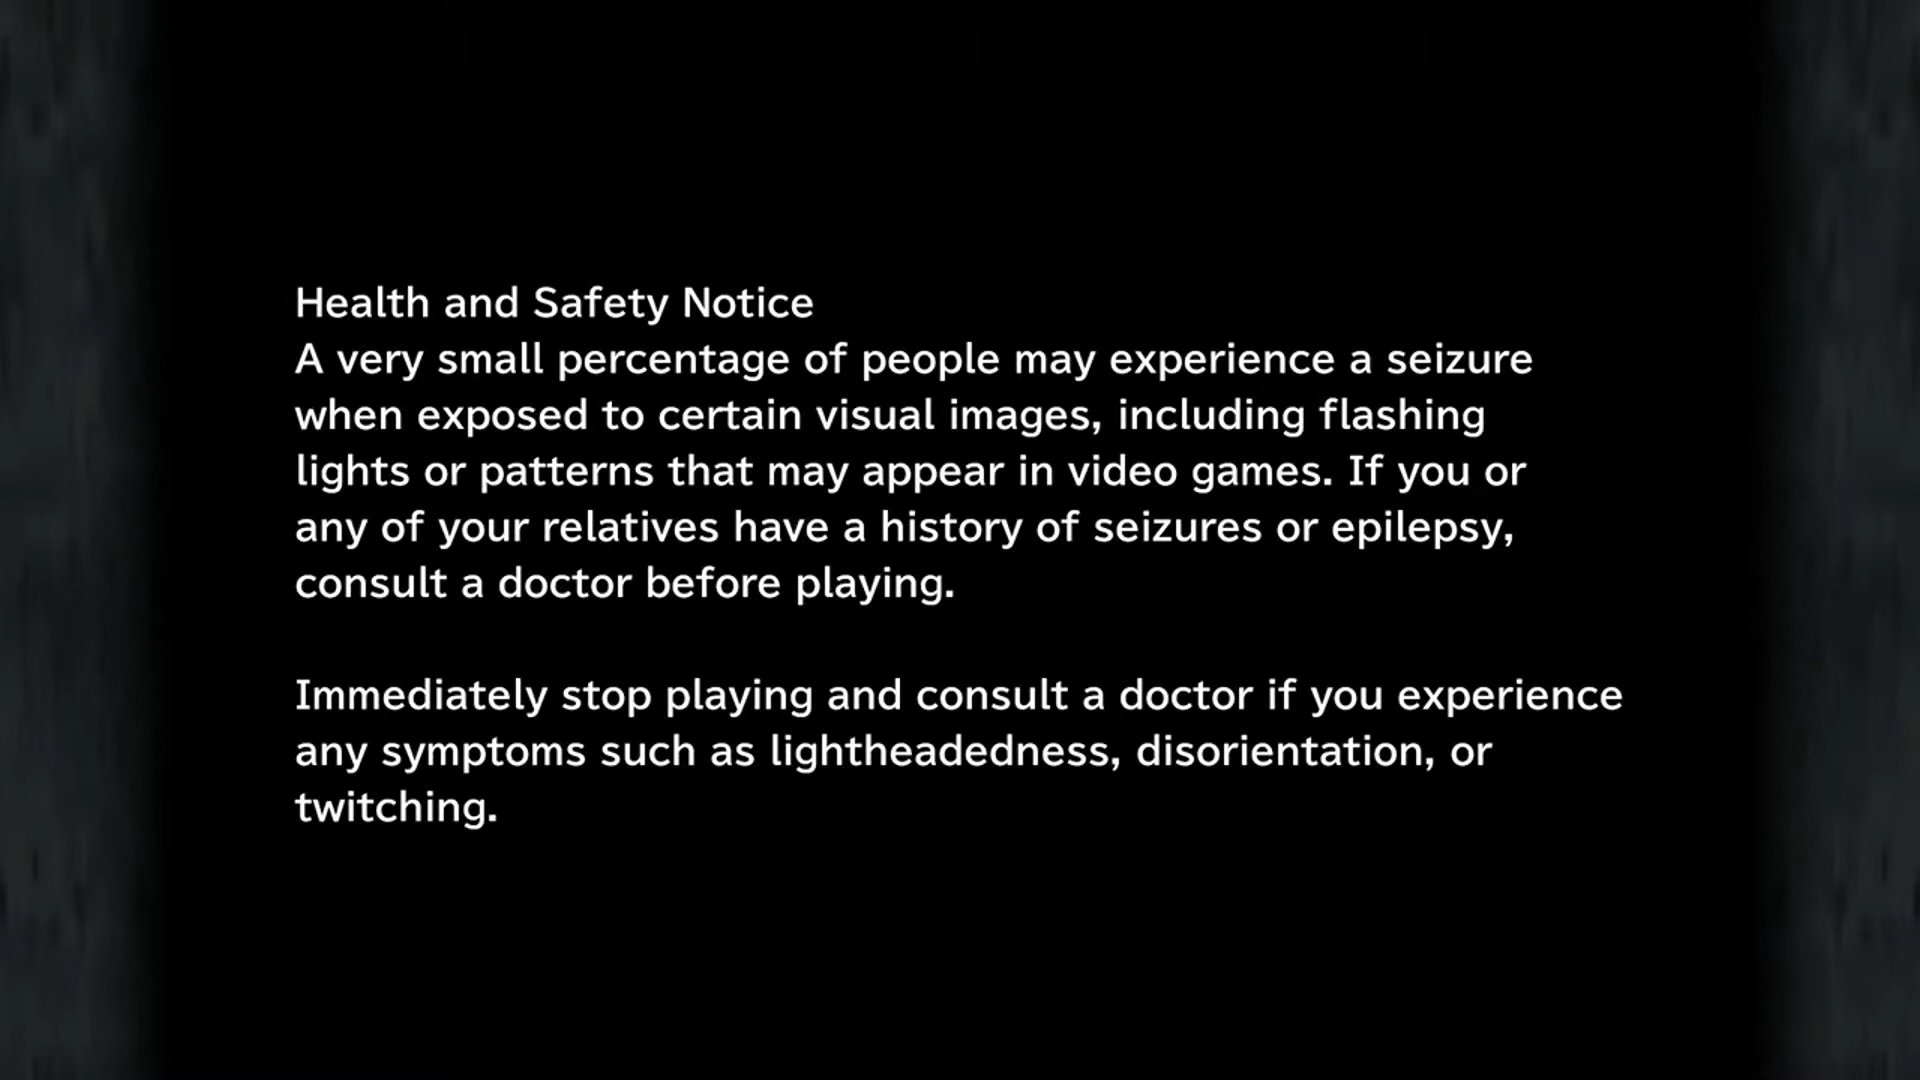 Health and Safety Notice
A very small percentage of people may experience a seizure
when exposed to certain visual images, including flashing
lights or patterns that may appear in video games. If you or
any of your relatives have a history of seizures or epilepsy,
consult a doctor before playing.
Immediately stop playing and consult a doctor if you experience
any symptoms such as lightheadedness, disorientation, or
twitching.